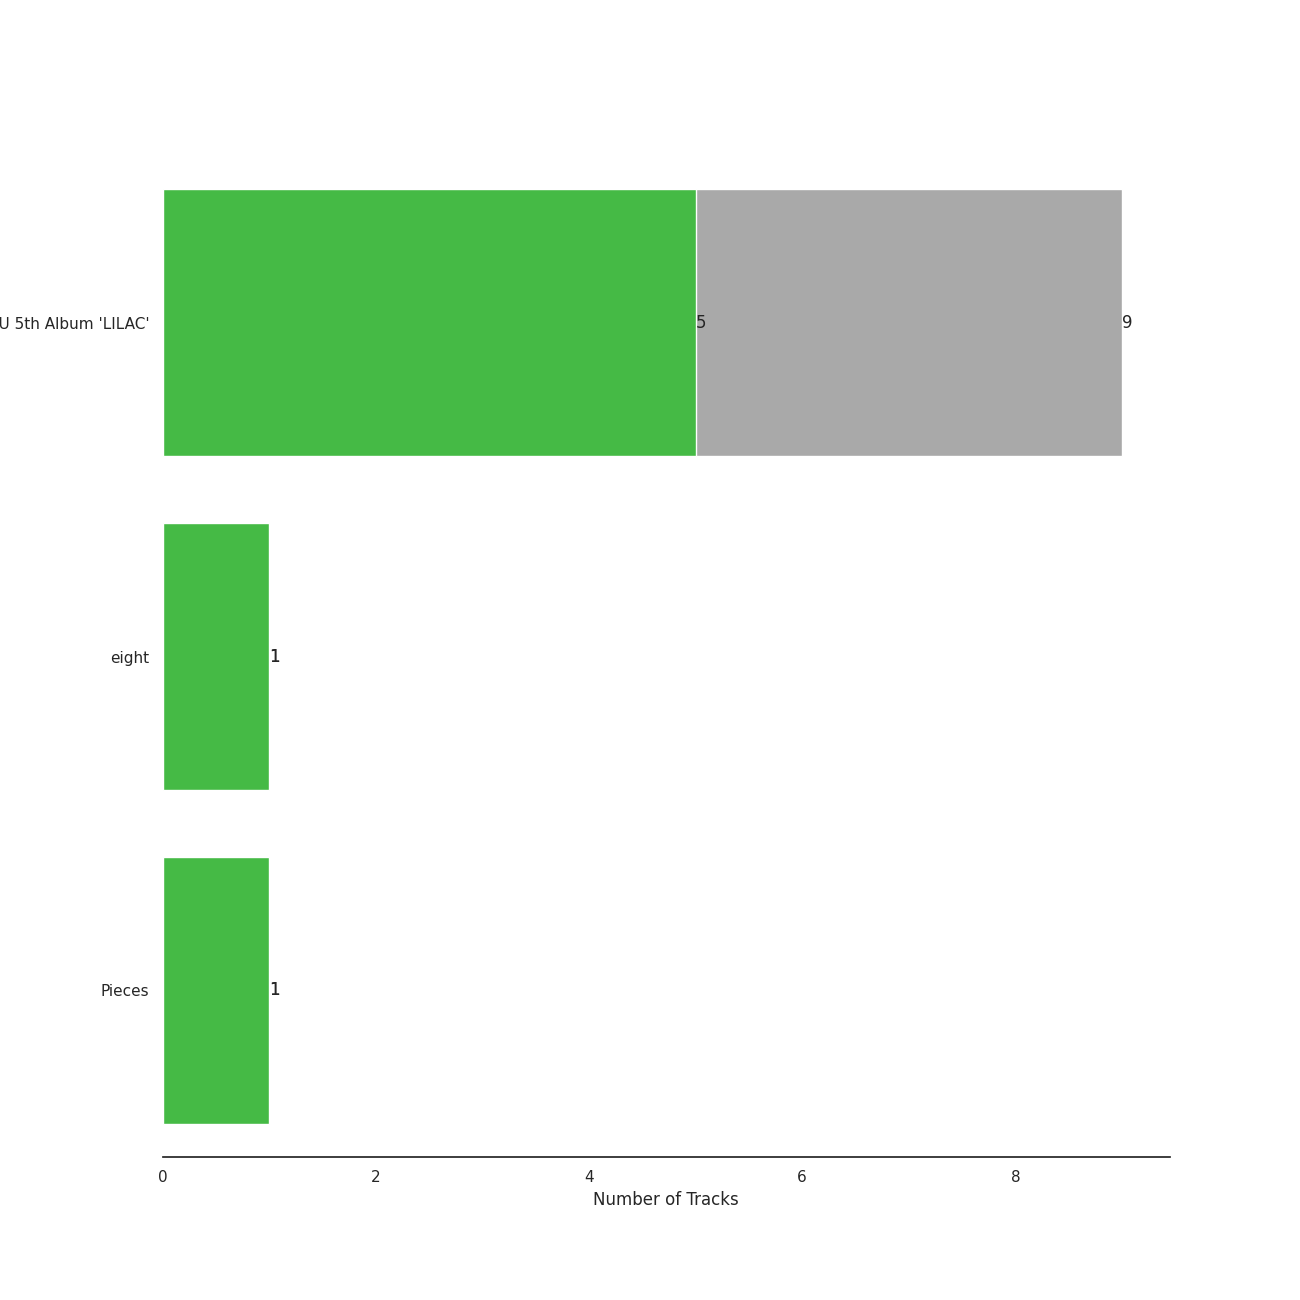 U 5th Album 'LILAC'
5
9
eight
1
Pieces
1
0 2 4 6 8
Number of Tracks